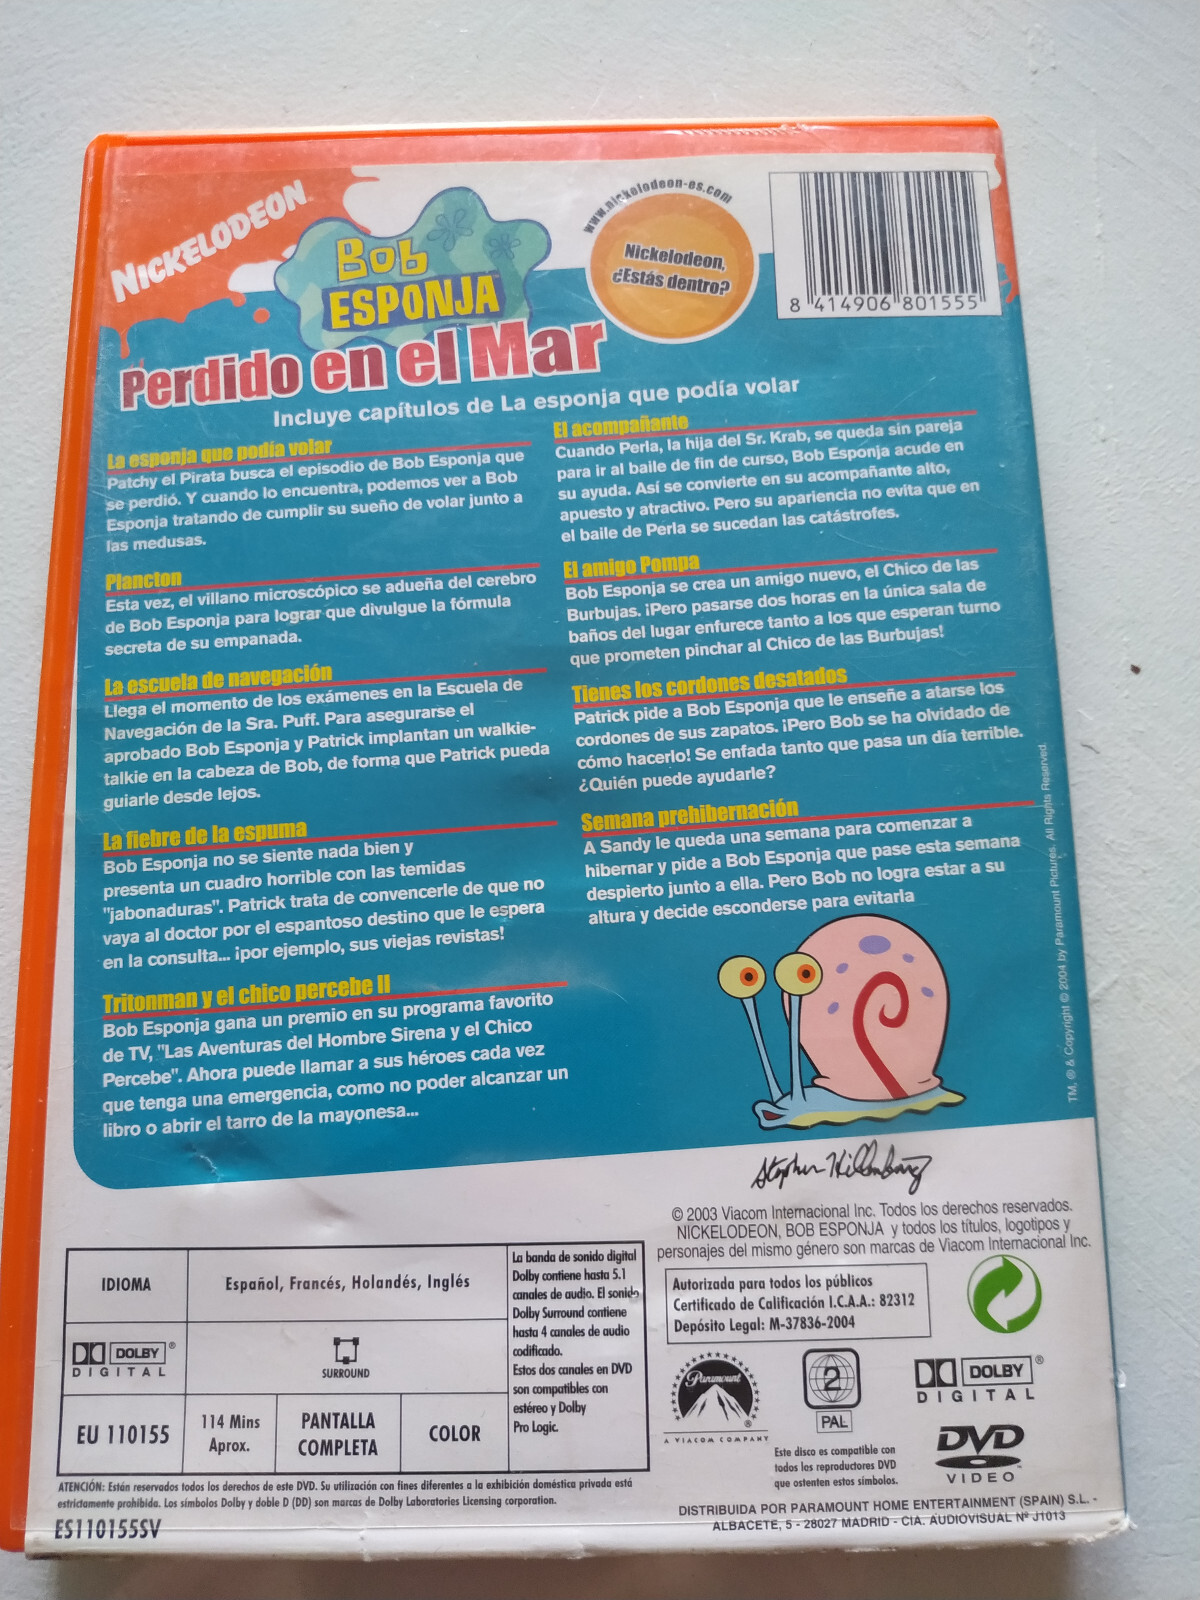 NICKELODEON
Bob
ESPONJA
www.nickelodeon-es.com
Nickelodeon,
¿Estás dentro?
8 414906 801555
Perdido en el Mar
Incluye capítulos de La esponja que podía volar
La esponja que podía volar
Patchy el Pirata busca el episodio de Bob Esponja que
se perdió. Y cuando lo encuentra, podemos ver a Bob
Esponja tratando de cumplir su sueño de volar junto a
las medusas.
Plancton
Esta vez, el villano microscópico se adueña del cerebro
de Bob Esponja para lograr que divulgue la fórmula
secreta de su empanada.
La escuela de navegación
Llega el momento de los exámenes en la Escuela de
Navegación de la Sra. Puff. Para asegurarse el
aprobado Bob Esponja y Patrick implantan un walkie-
talkie en la cabeza de Bob, de forma que Patrick pueda
guiarle desde lejos.
La fiebre de la espuma
Bob Esponja no se siente nada bien y
presenta un cuadro horrible con las temidas
"jabonaduras". Patrick trata de convencerle de que no
vaya al doctor por el espantoso destino que le espera
en la consulta... ¡por ejemplo, sus viejas revistas!
Tritonman y el chico percebe II
Bob Esponja gana un premio en su programa favorito
de TV, "Las Aventuras del Hombre Sirena y el Chico
Percebe". Ahora puede llamar a sus héroes cada vez
que tenga una emergencia, como no poder alcanzar un
libro o abrir el tarro de la mayonesa...
El acompañante
Cuando Perla, la hija del Sr. Krab, se queda sin pareja
para ir al baile de fin de curso, Bob Esponja acude en
su ayuda. Así se convierte en su acompañante alto,
apuesto y atractivo. Pero su apariencia no evita que en
el baile de Perla se sucedan las catástrofes.
El amigo Pompa
Bob Esponja se crea un amigo nuevo, el Chico de las
Burbujas. ¡Pero pasarse dos horas en la única sala de
baños del lugar enfurece tanto a los que esperan turno
que prometen pinchar al Chico de las Burbujas!
Tienes los cordones desatados
Patrick pide a Bob Esponja que le enseñe a atarse los
cordones de sus zapatos. ¡Pero Bob se ha olvidado de
cómo hacerlo! Se enfada tanto que pasa un día terrible.
¿Quién puede ayudarle?
Semana prehibernación
A Sandy le queda una semana para comenzar a
hibernar y pide a Bob Esponja que pase esta semana
despierto junto a ella. Pero Bob no logra estar a su
altura y decide esconderse para evitarla
TM, ® & Copyright © 2004 by Paramount Pictures. All Rights Reserved.
Stephen Hillenburg
© 2003 Viacom Internacional Inc. Todos los derechos reservados.
NICKELODEON, BOB ESPONJA y todos los títulos, logotipos y
personajes del mismo género son marcas de Viacom Internacional Inc.
IDIOMA
Español, Francés, Holandés, Inglés
DOLBY ®
DIGITAL
SURROUND
EU 110155
114 Mins
Aprox.
PANTALLA
COMPLETA
COLOR
La banda de sonido digital
Dolby contiene hasta 5.1
canales de audio. El sonido
Dolby Surround contiene
hasta 4 canales de audio
codificado.
Estos dos canales en DVD
son compatibles con
estéreo y Dolby
Pro Logic.
Autorizada para todos los públicos
Certificado de Calificación I.C.A.A.: 82312
Depósito Legal: M-37836-2004
Paramount
®
A VIACOM COMPANY
2
PAL
Este disco es compatible con
todos los reproductores DVD
que ostenten estos símbolos.
DOLBY ®
DIGITAL
DVD
VIDEO™
ATENCIÓN: Están reservados todos los derechos de este DVD. Su utilización con fines diferentes a la exhibición doméstica privada está
estrictamente prohibida. Los símbolos Dolby y doble D (DD) son marcas de Dolby Laboratories Licensing corporation.
ES110155SV
DISTRIBUIDA POR PARAMOUNT HOME ENTERTAINMENT (SPAIN) S.L. -
ALBACETE, 5 - 28027 MADRID - CIA. AUDIOVISUAL Nº J1013